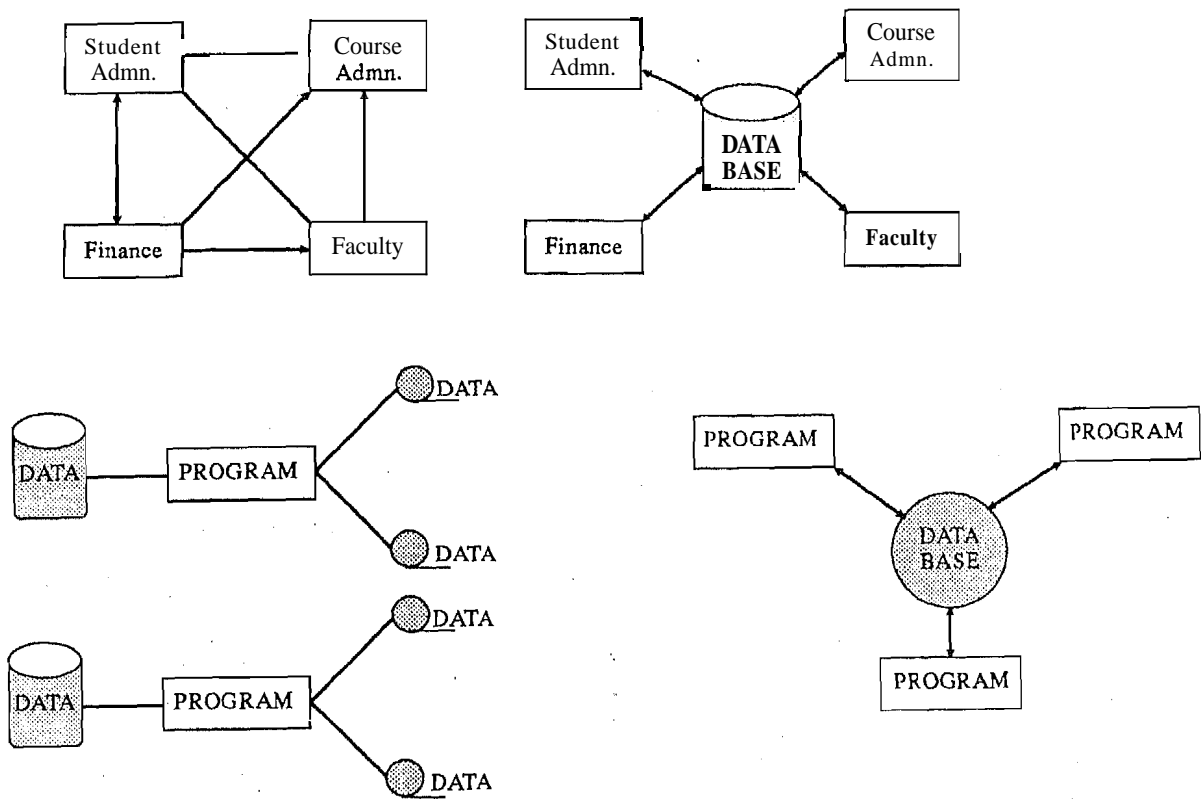 Student
Admn.
Course
Admn.
Finance
Faculty
Student
Admn.
Course
Admn.
DATA
BASE
Finance
Faculty
DATA
PROGRAM
DATA
DATA
DATA
PROGRAM
DATA
DATA
PROGRAM
PROGRAM
DATA
BASE
PROGRAM